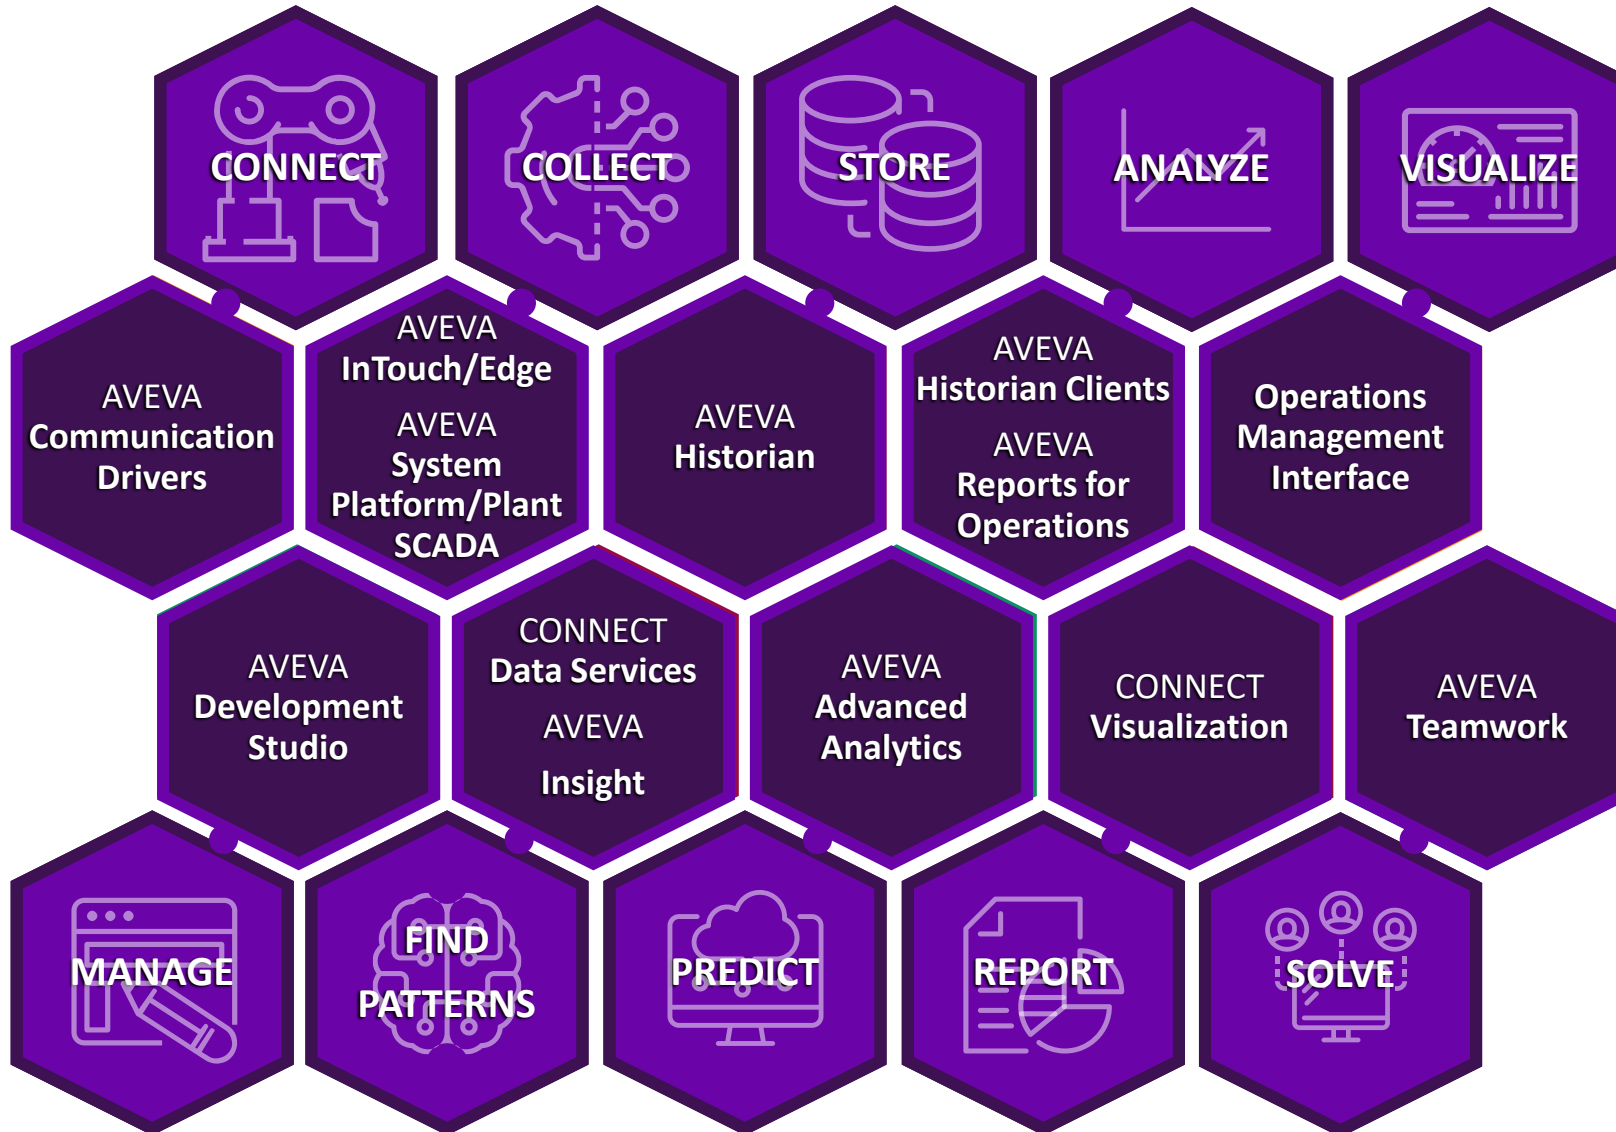 CONNECT
COLLECT
STORE
ANALYZE
VISUALIZE
AVEVA
Communication
Drivers
AVEVA
InTouch/Edge
AVEVA
System
Platform/Plant
SCADA
AVEVA
Historian
AVEVA
Historian Clients
AVEVA
Reports for
Operations
Operations
Management
Interface
AVEVA
Development
Studio
CONNECT
Data Services
AVEVA
Insight
AVEVA
Advanced
Analytics
CONNECT
Visualization
AVEVA
Teamwork
MANAGE
FIND
PATTERNS
PREDICT
REPORT
SOLVE